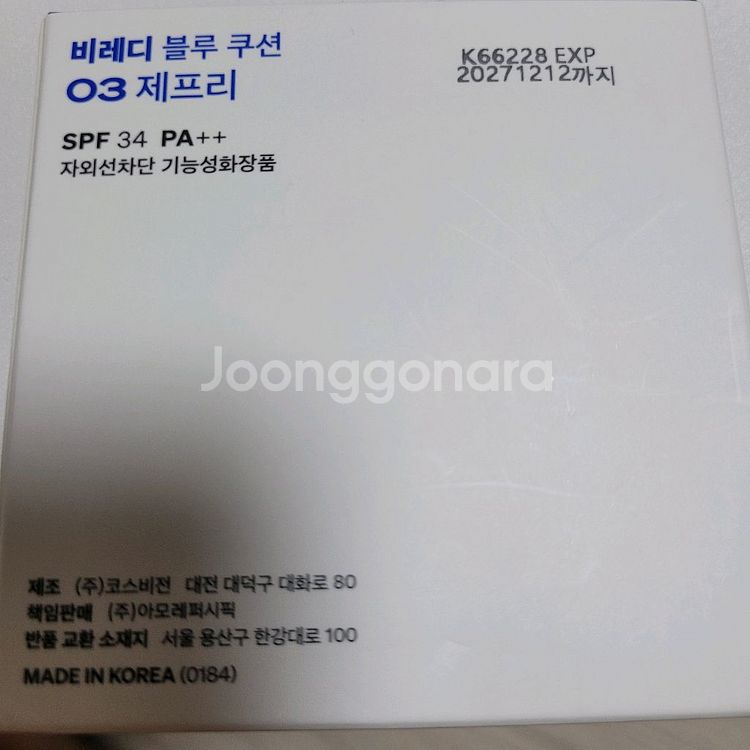 비레디 블루 쿠션
03 제프리
K66228 EXP
20271212까지
SPF 34 PA++
자외선차단 기능성화장품
Joonggonara
제조 (주)코스비전 대전 대덕구 대화로 80
책임판매 (주)아모레퍼시픽
반품 교환 소재지 서울 용산구 한강대로 100
MADE IN KOREA (0184)